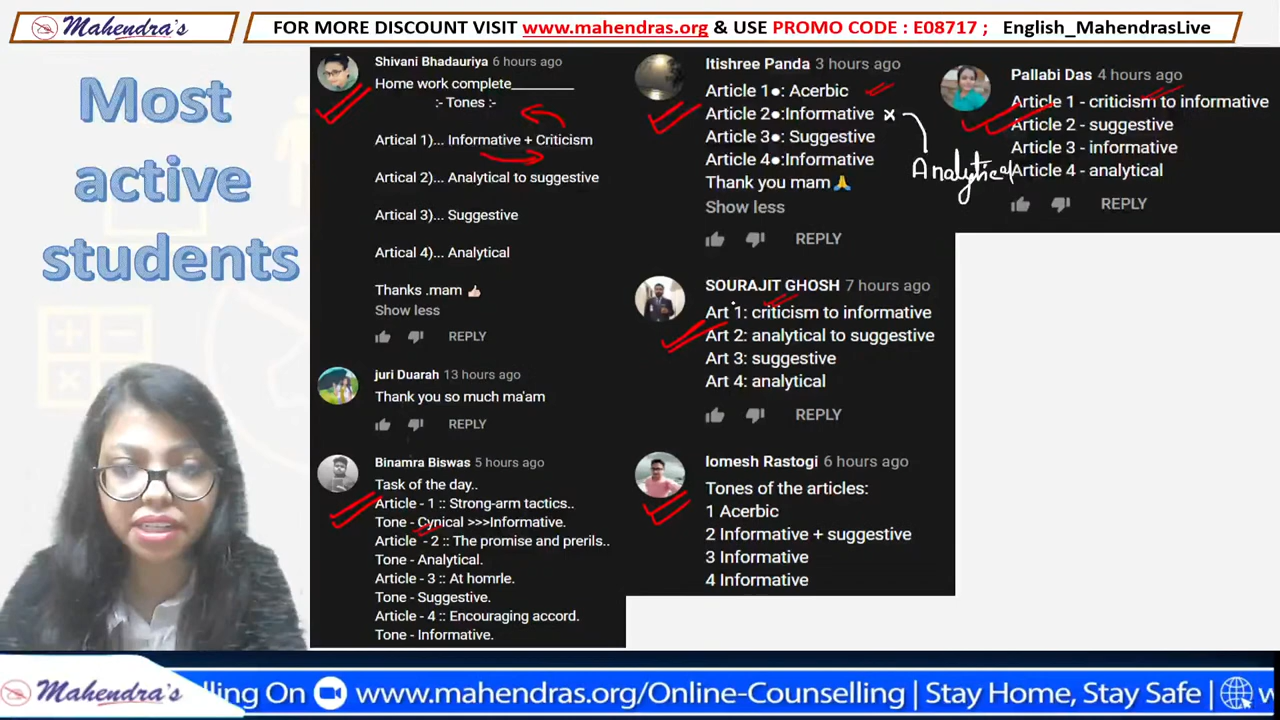 Mahendra's
FOR MORE DISCOUNT VISIT www.mahendras.org & USE PROMO CODE : E08717 ; English_MahendrasLive
Most
active
students
Shivani Bhadauriya 6 hours ago
Home work complete_________
:- Tones :-
Artical 1)... Informative + Criticism
Artical 2)... Analytical to suggestive
Artical 3)... Suggestive
Artical 4)... Analytical
Thanks .mam 👍🏻
Show less
REPLY
juri Duarah 13 hours ago
Thank you so much ma'am
REPLY
Binamra Biswas 5 hours ago
Task of the day..
Article - 1 :: Strong-arm tactics..
Tone - Cynical >>>Informative.
Article - 2 :: The promise and prerils..
Tone - Analytical.
Article - 3 :: At homrle.
Tone - Suggestive.
Article - 4 :: Encouraging accord.
Tone - Informative.
Itishree Panda 3 hours ago
Article 1●: Acerbic
Article 2●:Informative x
Article 3●: Suggestive
Article 4●:Informative
Thank you mam🙏
Show less
REPLY
Analytical
SOURAJIT GHOSH 7 hours ago
Art 1: criticism to informative
Art 2: analytical to suggestive
Art 3: suggestive
Art 4: analytical
REPLY
Iomesh Rastogi 6 hours ago
Tones of the articles:
1 Acerbic
2 Informative + suggestive
3 Informative
4 Informative
Pallabi Das 4 hours ago
Article 1 - criticism to informative
Article 2 - suggestive
Article 3 - informative
Article 4 - analytical
REPLY
Mahendra's
lling On www.mahendras.org/Online-Counselling | Stay Home, Stay Safe | w